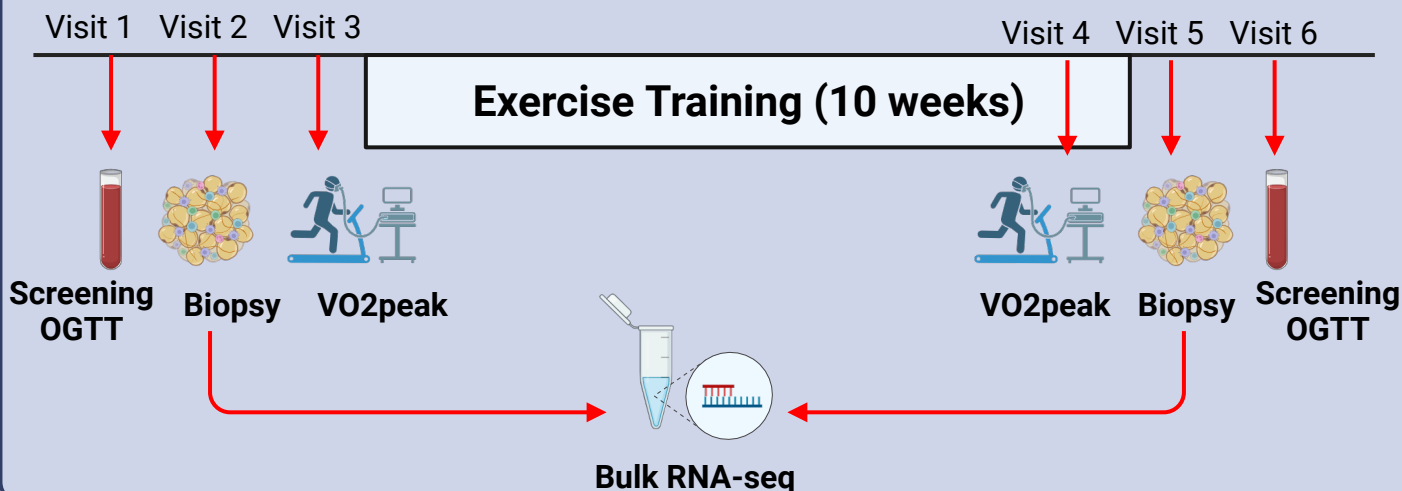 Visit 1 Visit 2 Visit 3 Visit 4 Visit 5 Visit 6
Exercise Training (10 weeks)
Screening
OGTT
Biopsy
VO2peak
VO2peak
Biopsy
Screening
OGTT
Bulk RNA-seq